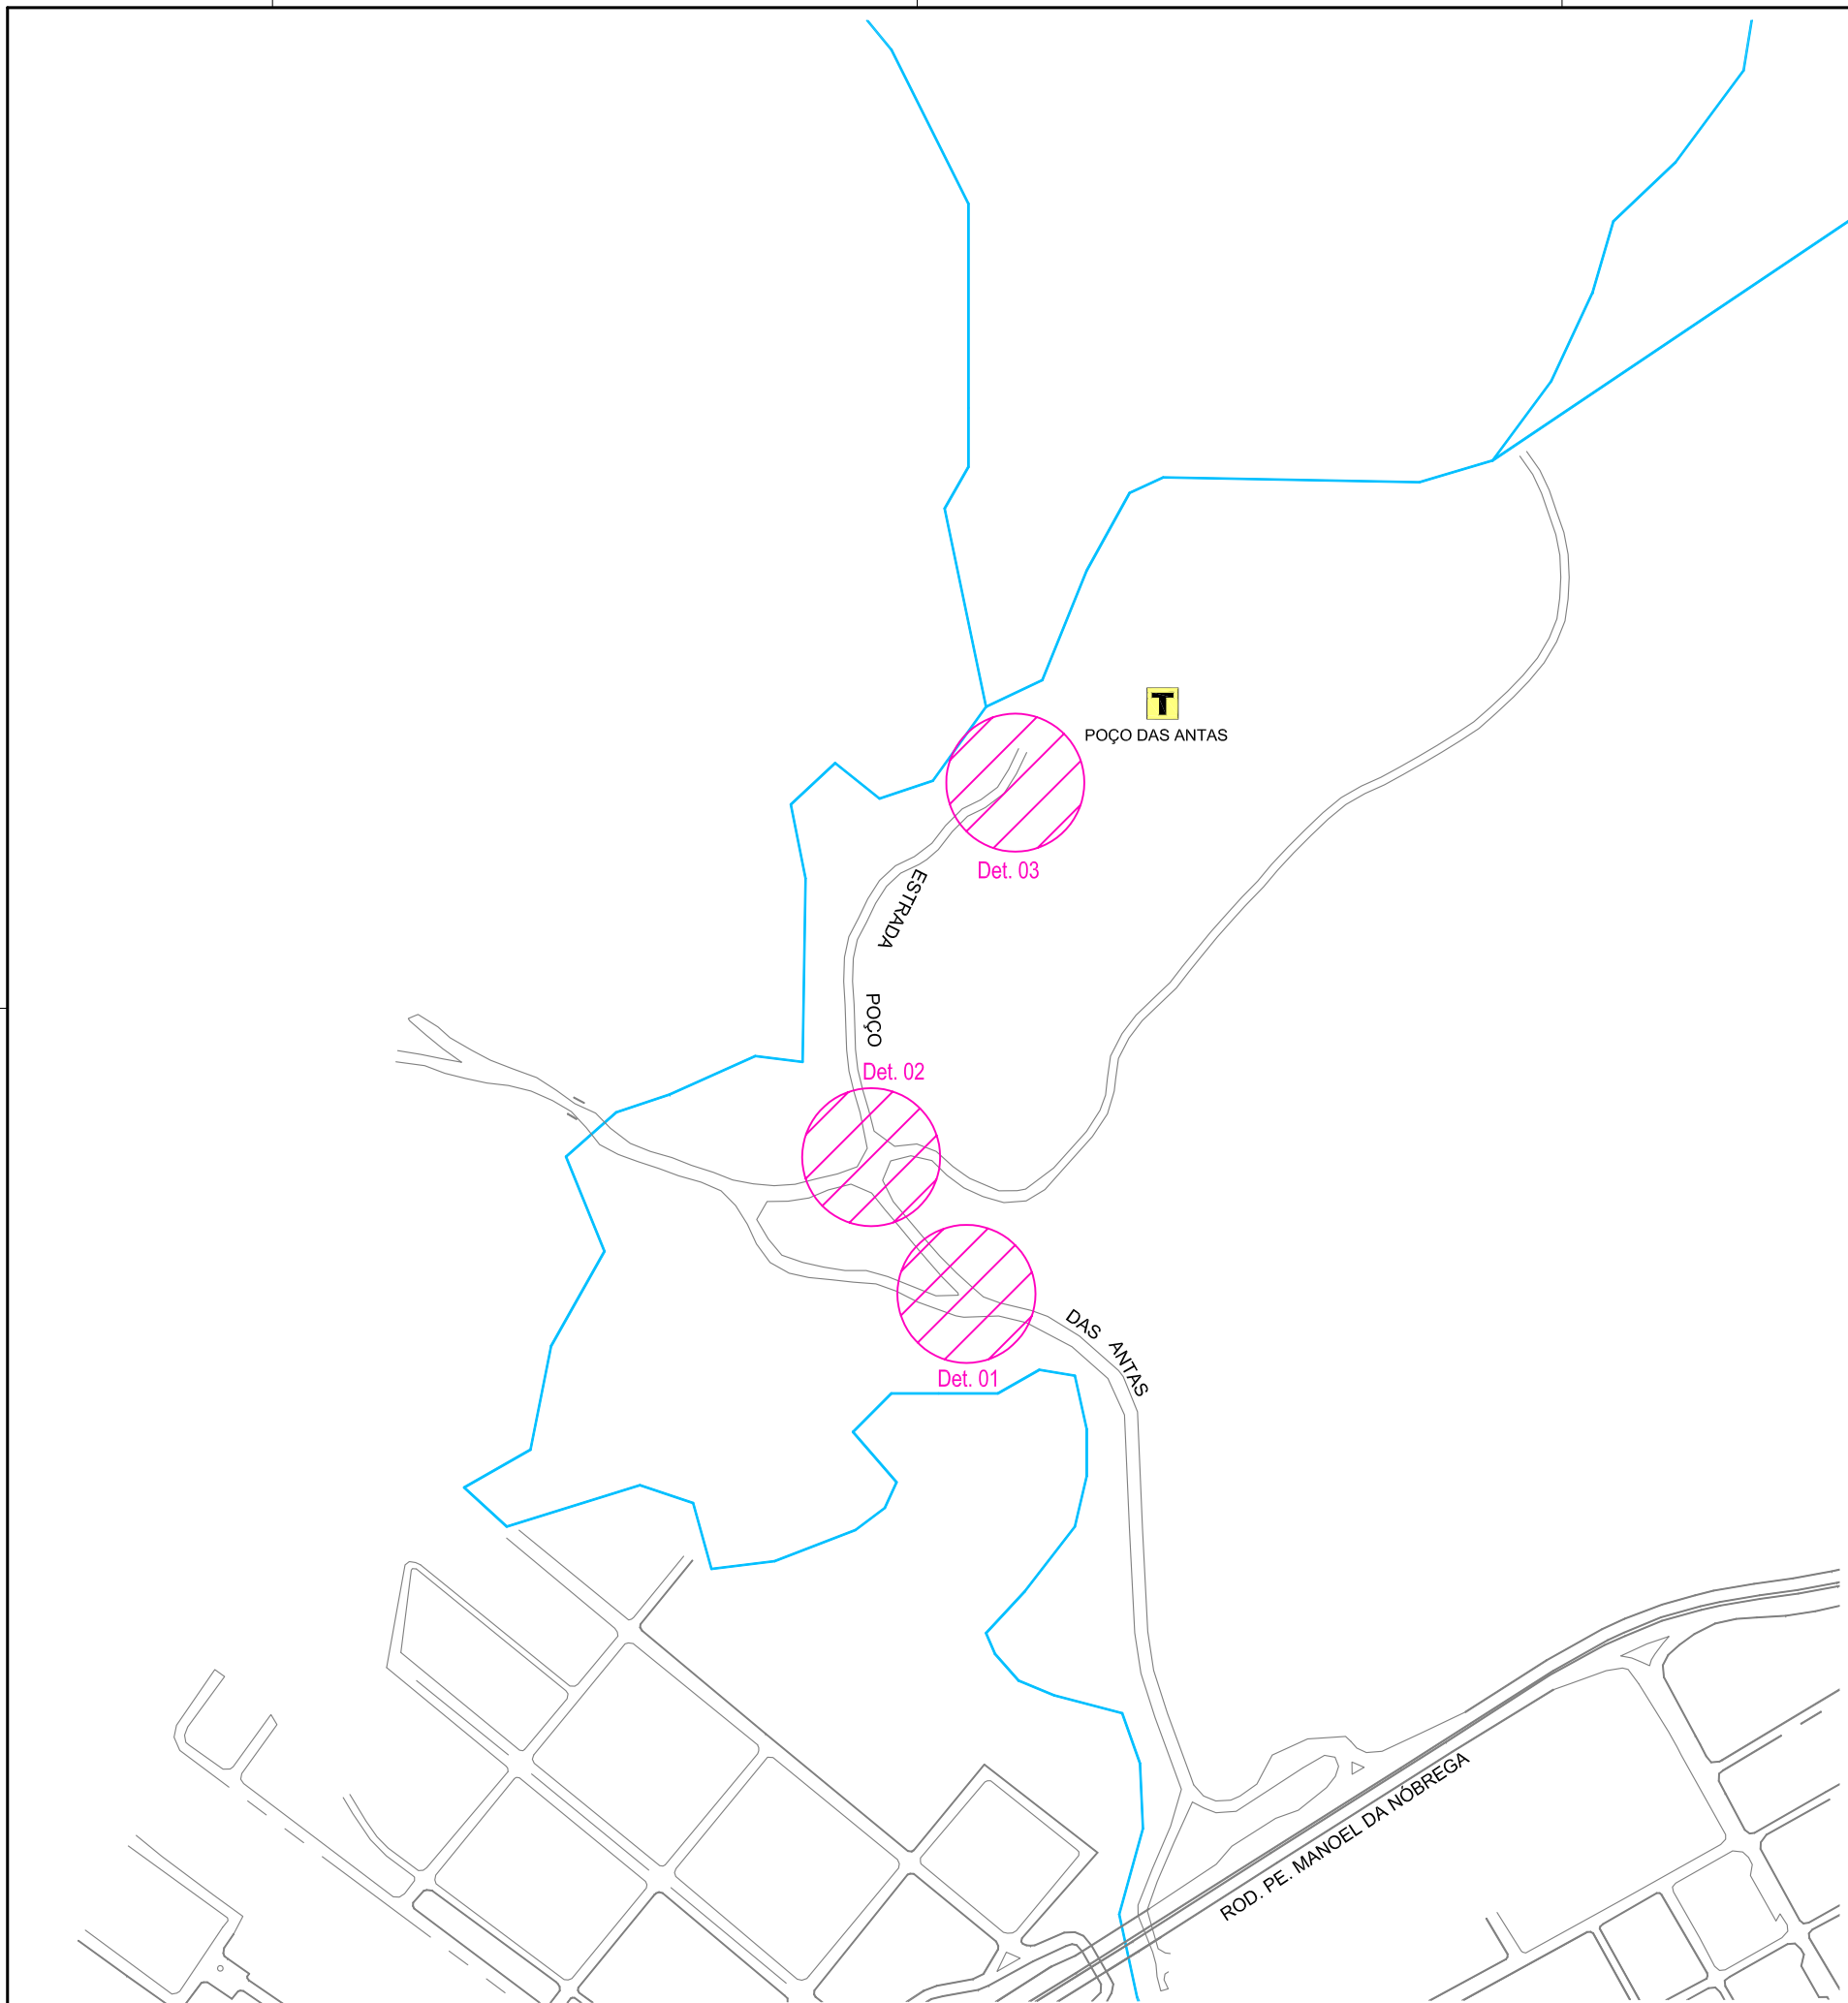 T
POÇO DAS ANTAS
Det. 03
ESTRADA
POÇO
Det. 02
DAS ANTAS
Det. 01
ROD. PE. MANOEL DA NÓBREGA